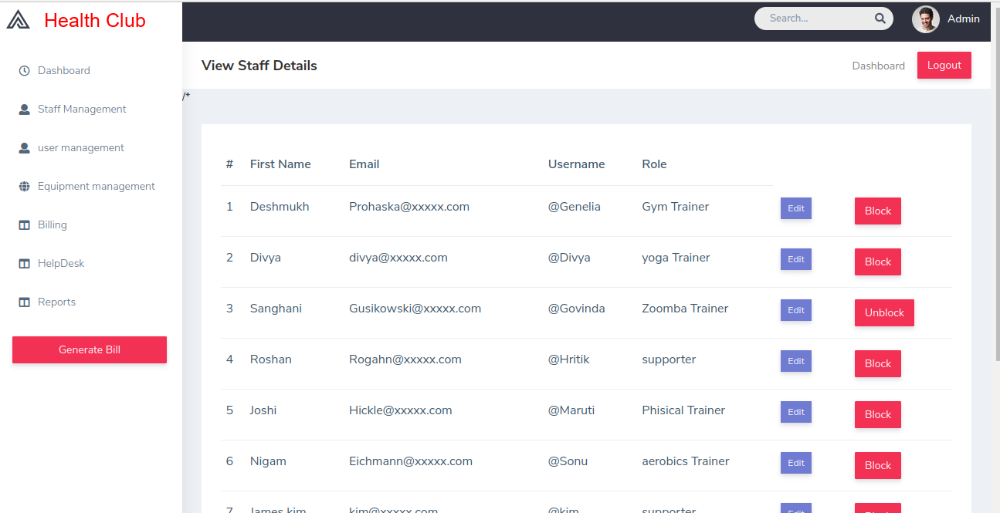 Health Club
Search...
Admin
Dashboard
Staff Management
user management
Equipment management
Billing
HelpDesk
Reports
Generate Bill
View Staff Details
Dashboard
Logout
/*
# First Name Email Username Role
1 Deshmukh Prohaska@xxxxx.com @Genelia Gym Trainer Edit Block
2 Divya divya@xxxxx.com @Divya yoga Trainer Edit Block
3 Sanghani Gusikowski@xxxxx.com @Govinda Zoomba Trainer Edit Unblock
4 Roshan Rogahn@xxxxx.com @Hritik supporter Edit Block
5 Joshi Hickle@xxxxx.com @Maruti Phisical Trainer Edit Block
6 Nigam Eichmann@xxxxx.com @Sonu aerobics Trainer Edit Block
7 James kim kim@xxxxx.com @kim supporter Edit